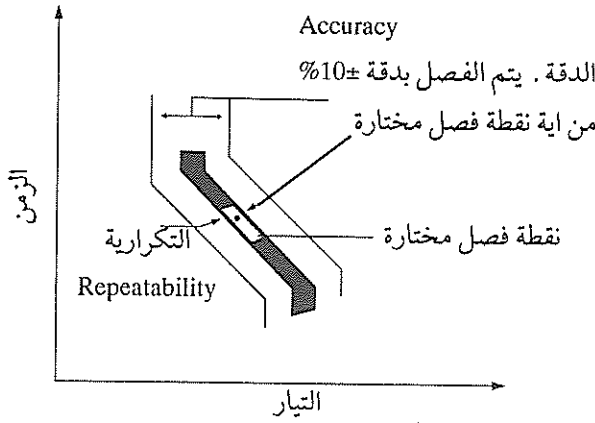 Accuracy
الدقة . يتم الفصل بدقة ±10%
من اية نقطة فصل مختارة
الزمن
التكرارية
نقطة فصل مختارة
Repeatability
التيار